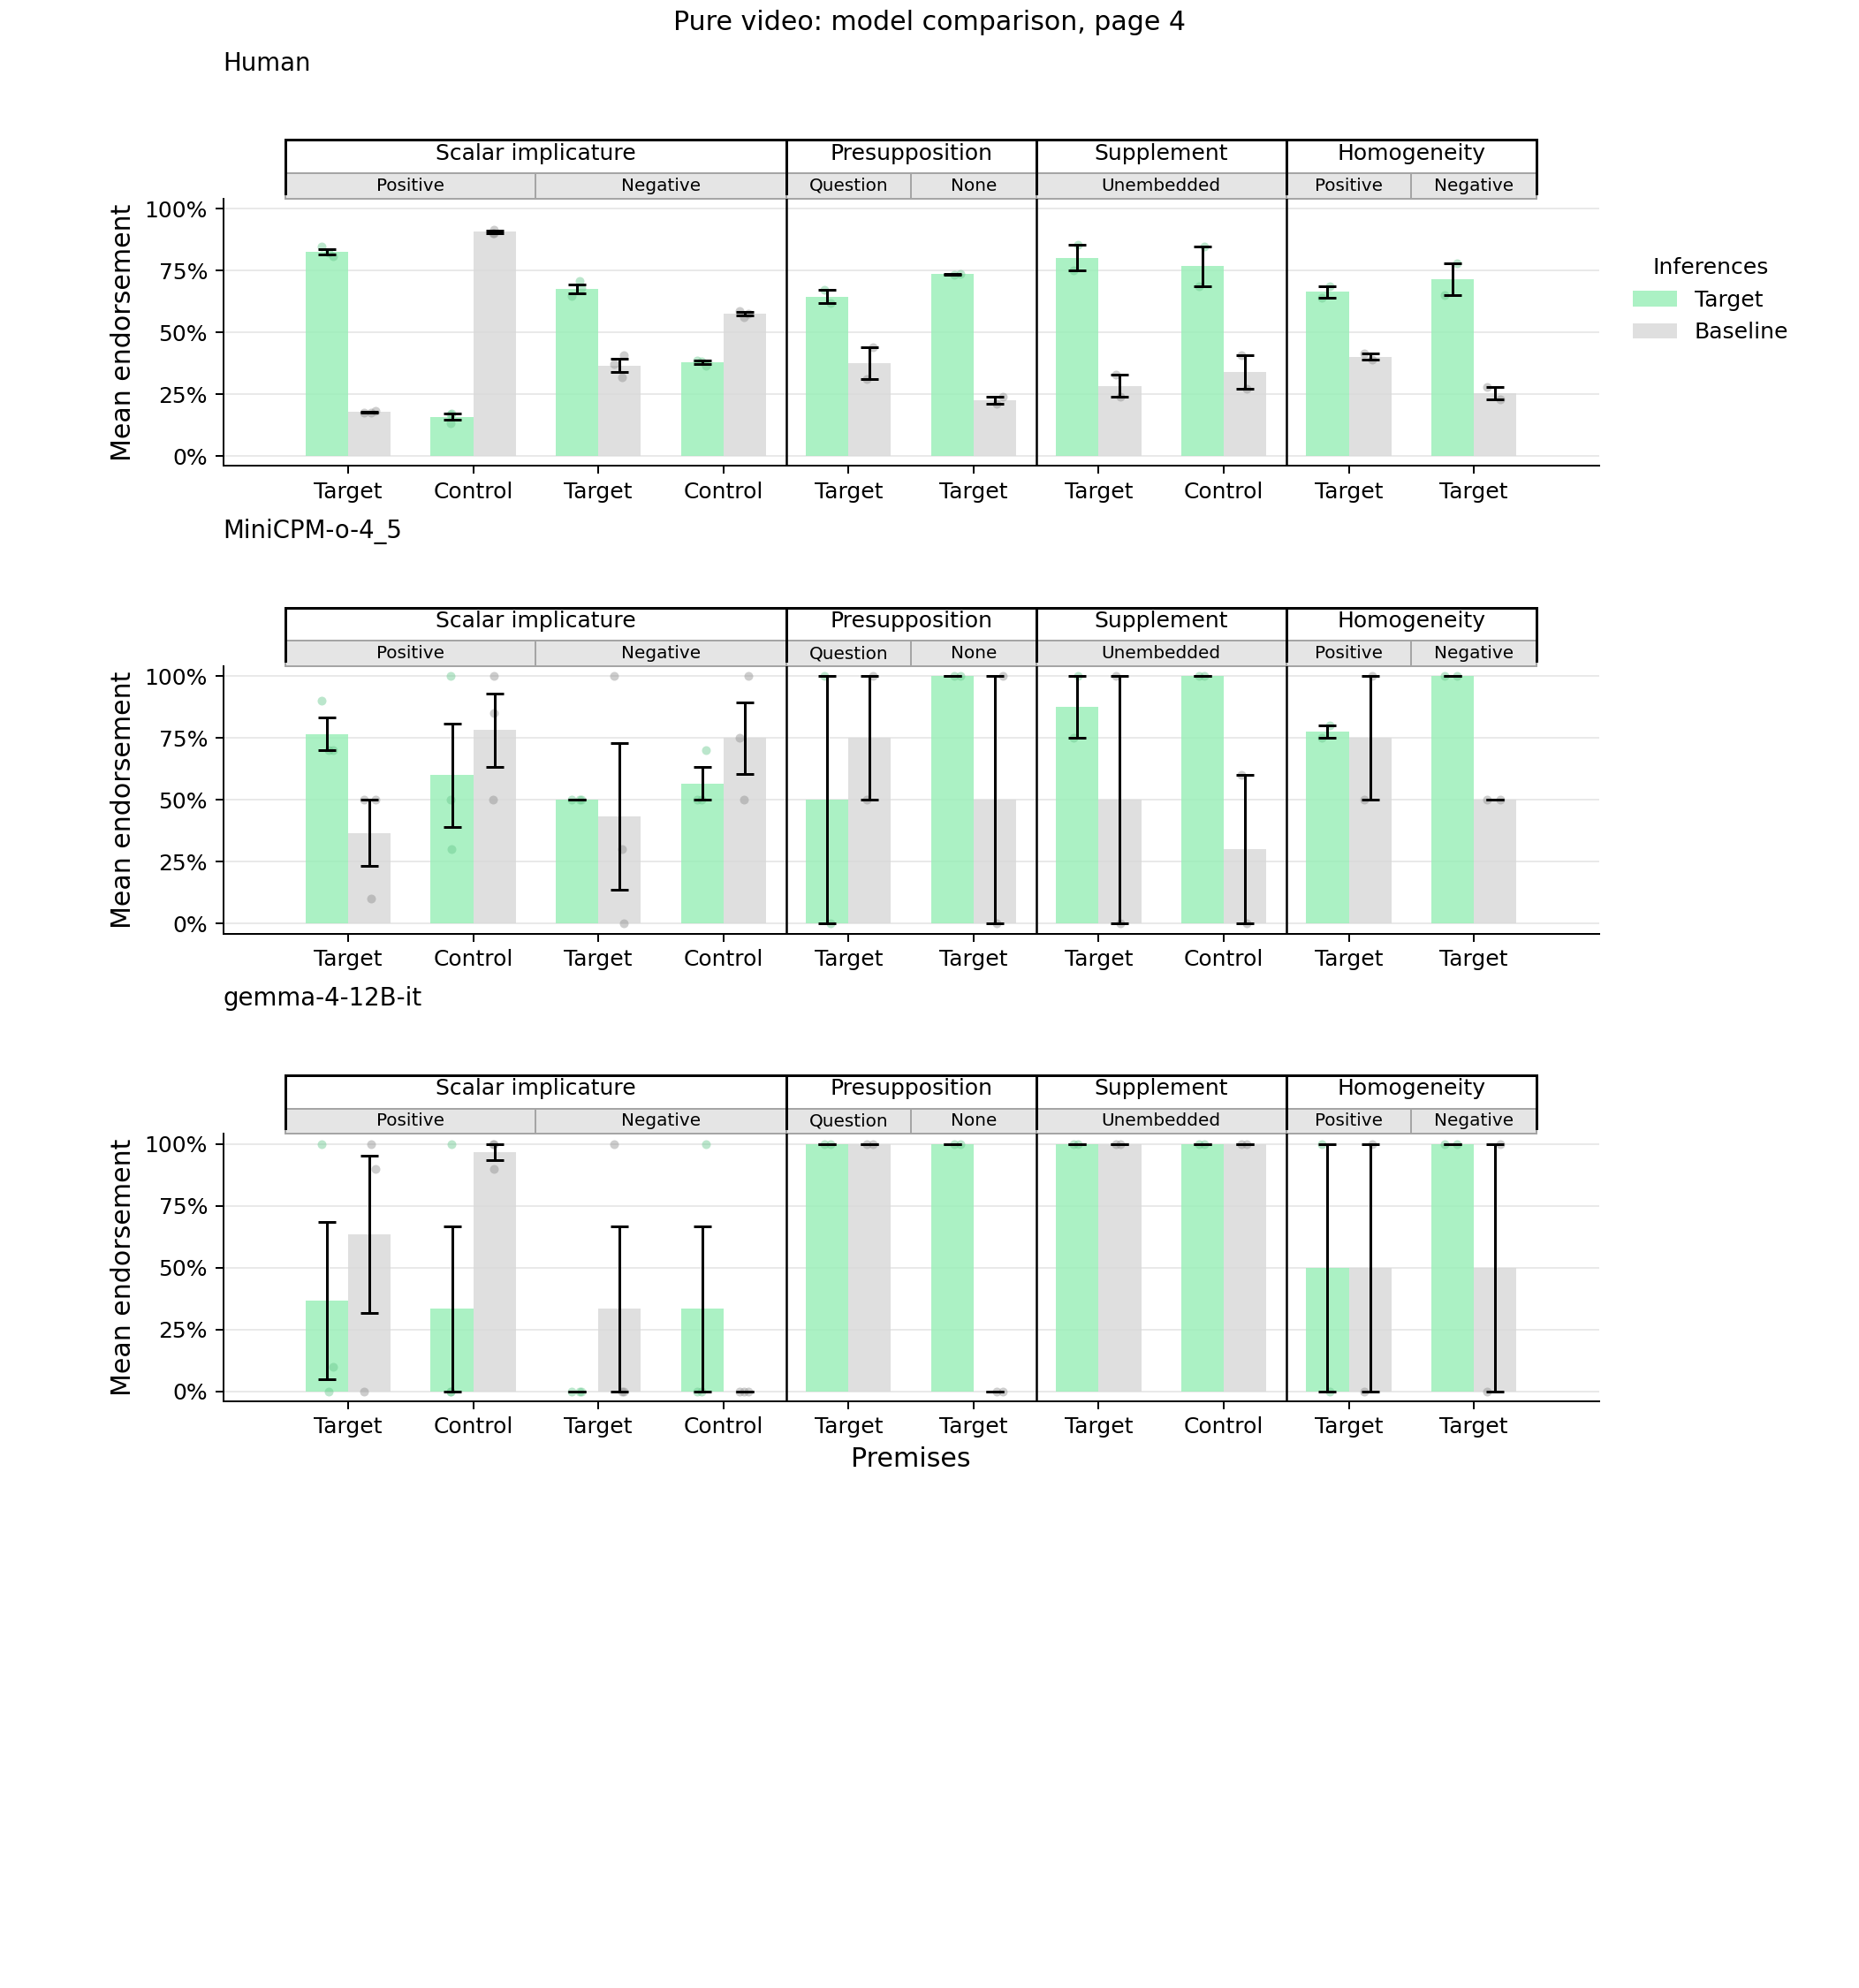 Pure video: model comparison, page 4
Human
Scalar implicature Presupposition Supplement Homogeneity
Positive Negative Question None Unembedded Positive Negative
Mean endorsement
100%
75%
50%
25%
0%
Target Control Target Control Target Target Target Control Target Target
Inferences
Target
Baseline
MiniCPM-o-4_5
Scalar implicature Presupposition Supplement Homogeneity
Positive Negative Question None Unembedded Positive Negative
Mean endorsement
100%
75%
50%
25%
0%
Target Control Target Control Target Target Target Control Target Target
gemma-4-12B-it
Scalar implicature Presupposition Supplement Homogeneity
Positive Negative Question None Unembedded Positive Negative
Mean endorsement
100%
75%
50%
25%
0%
Target Control Target Control Target Target Target Control Target Target
Premises